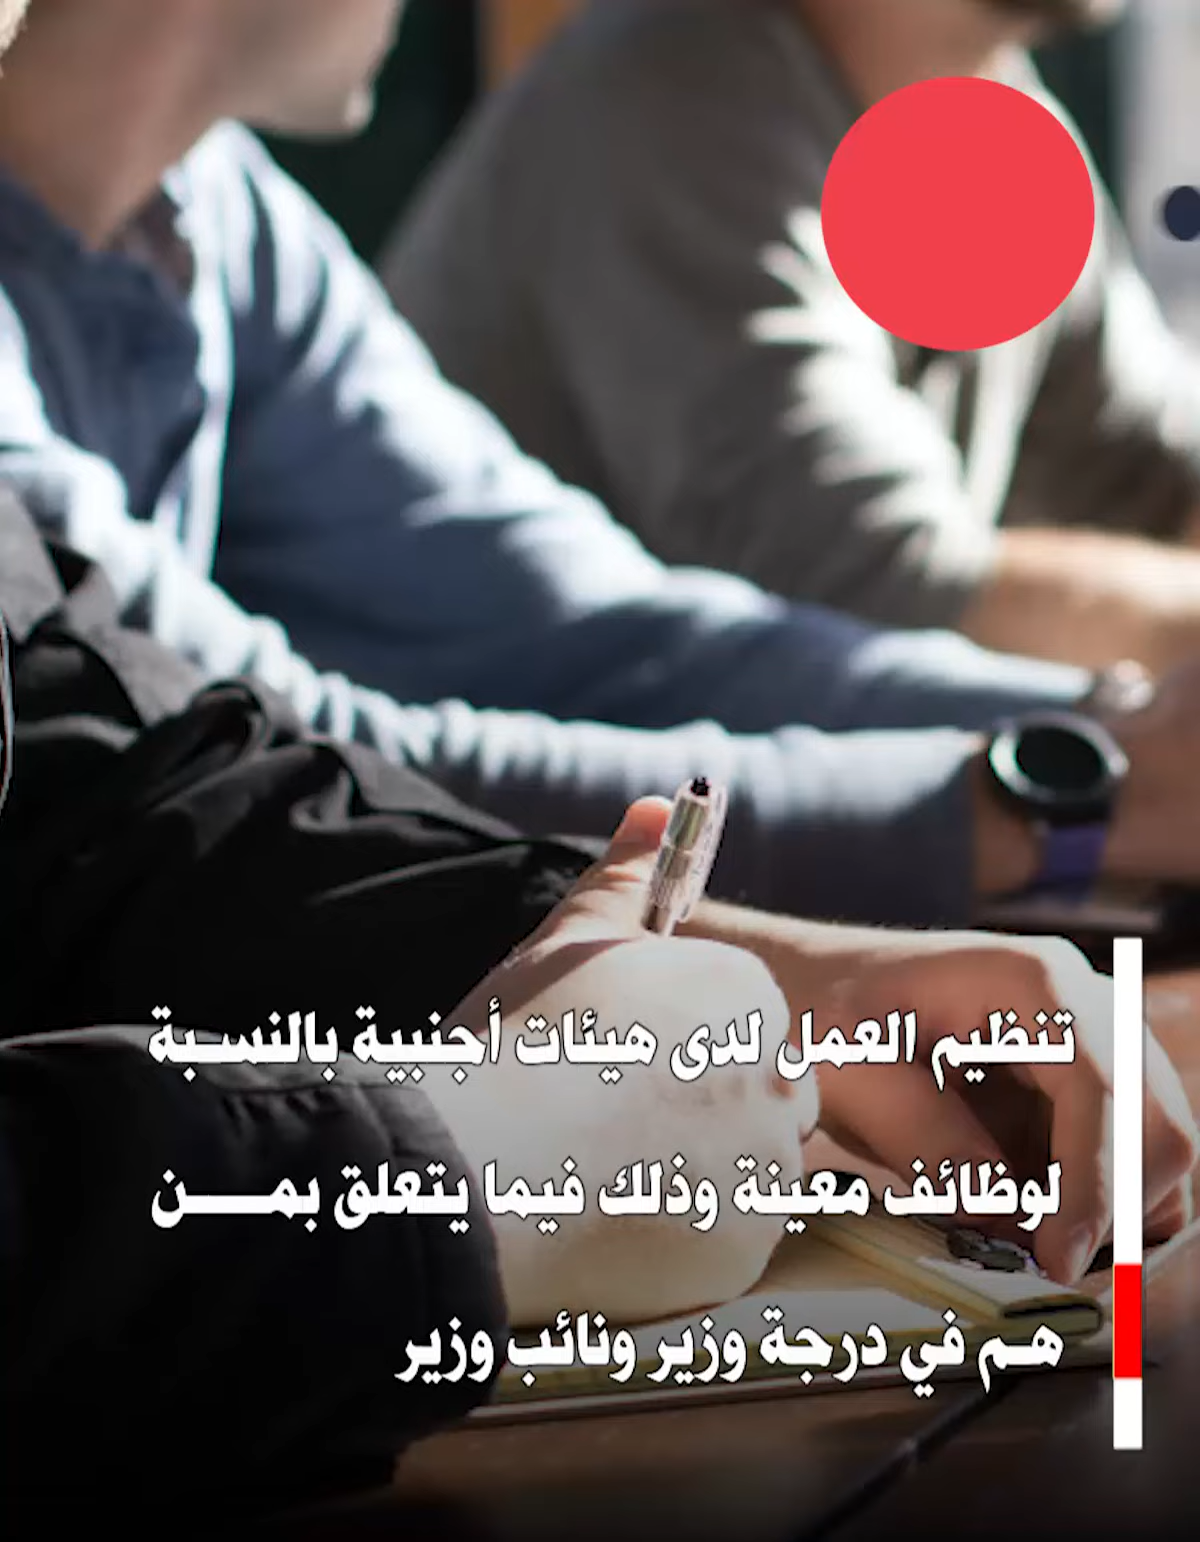 تنظيم العمل لدى هيئات أجنبية بالنسبة
لوظائف معينة وذلك فيما يتعلق بمن
هم في درجة وزير ونائب وزير